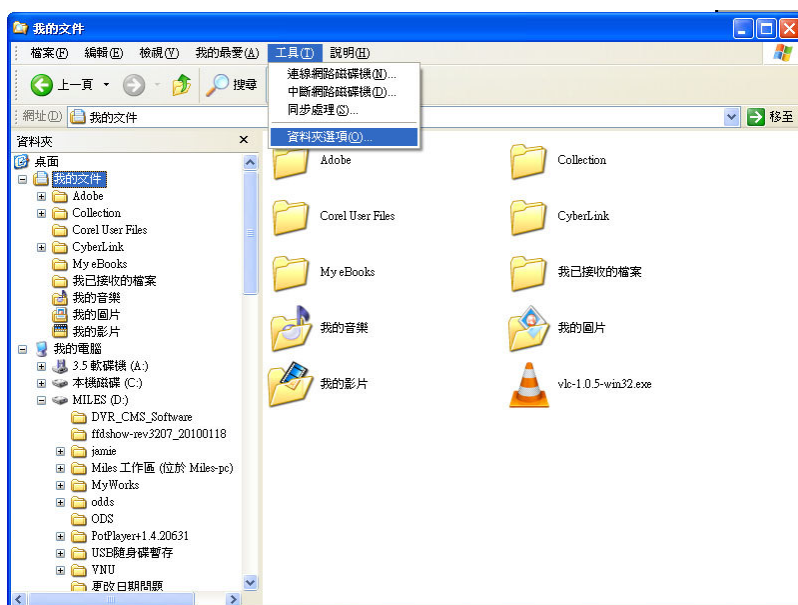 我的文件
檔案(F) 編輯(E) 檢視(V) 我的最愛(A) 工具(T) 說明(H)
連線網路磁碟機(N)...
中斷網路磁碟機(D)...
同步處理(S)...
資料夾選項(O)...
上一頁 搜尋
網址(D) 我的文件 移至
資料夾
桌面
我的文件
Adobe
Collection
Corel User Files
CyberLink
My eBooks
我已接收的檔案
我的音樂
我的圖片
我的影片
我的電腦
3.5 軟碟機 (A:)
本機磁碟 (C:)
MILES (D:)
DVR_CMS_Software
ffdshow-rev3207_20100118
jamie
Miles 工作區 (位於 Miles-pc)
MyWorks
odds
ODS
PotPlayer+1.4.20631
USB隨身碟暫存
VNU
更改日期問題
Adobe
Collection
Corel User Files
CyberLink
My eBooks
我已接收的檔案
我的音樂
我的圖片
我的影片
vlc-1.0.5-win32.exe